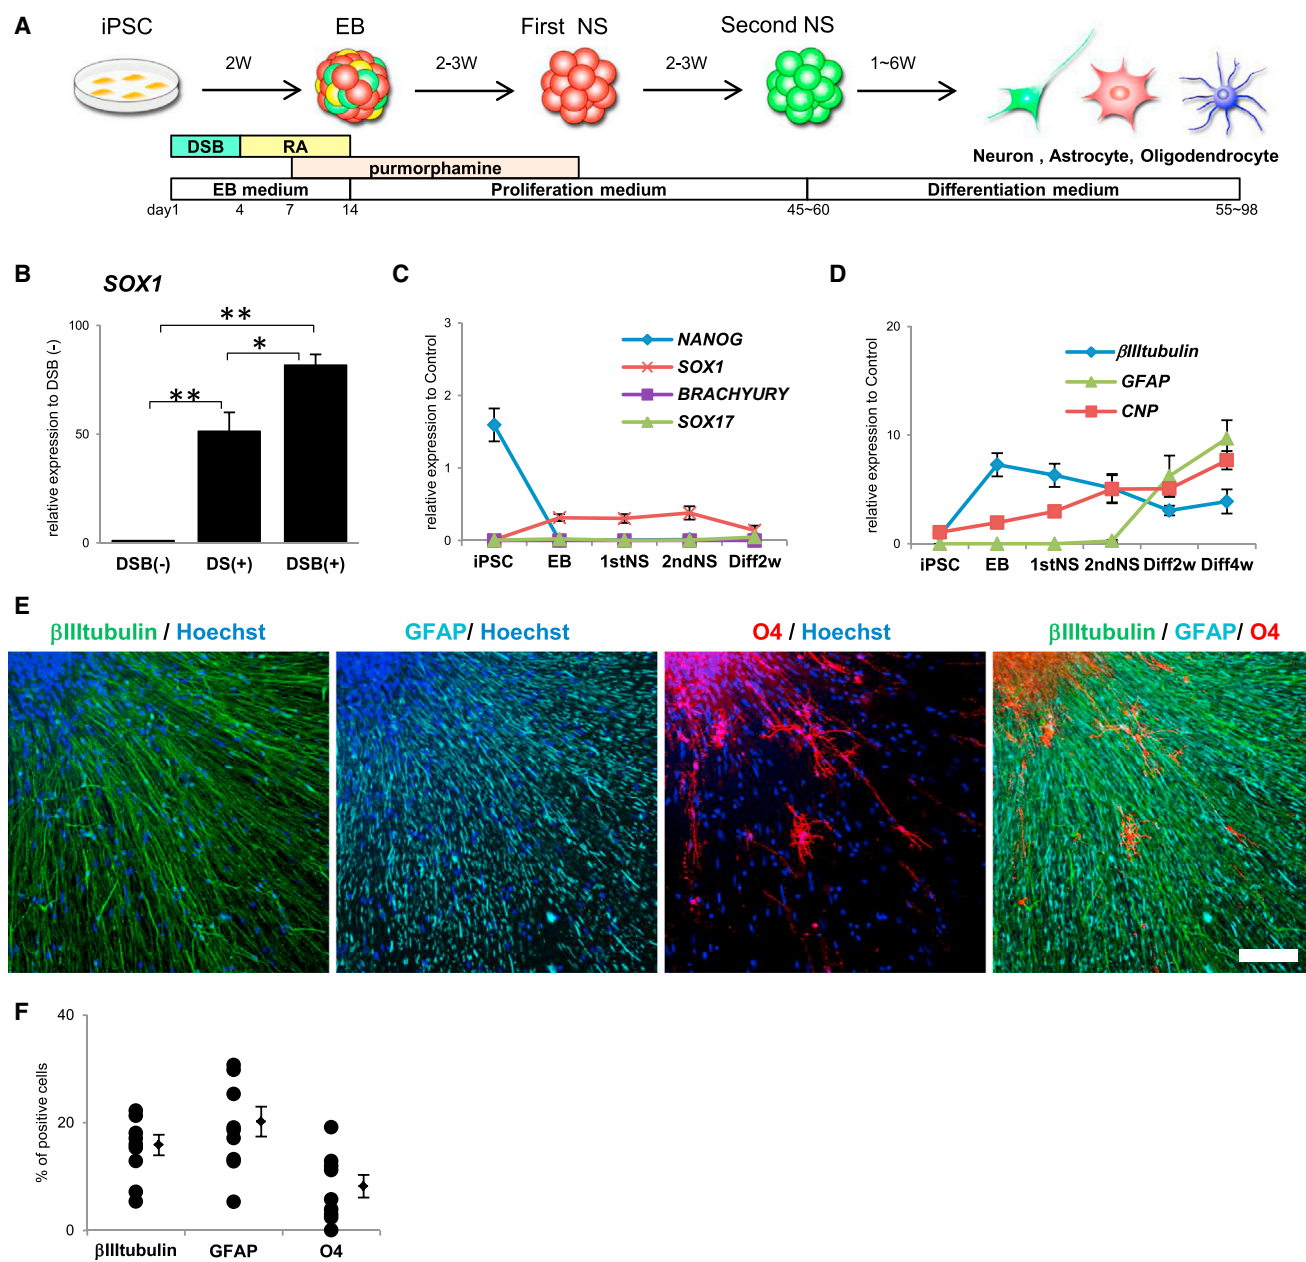 A
iPSC
EB
First NS
Second NS
2W
2-3W
2-3W
1~6W
DSB
RA
purmorphamine
Neuron , Astrocyte, Oligodendrocyte
EB medium
Proliferation medium
Differentiation medium
day1
4
7
14
45~60
55~98
B
SOX1
relative expression to DSB (-)
100
50
0
**
*
**
DSB(-)
DS(+)
DSB(+)
C
relative expression to Control
3
2
1
0
NANOG
SOX1
BRACHYURY
SOX17
iPSC
EB
1stNS
2ndNS
Diff2w
D
relative expression to Control
20
10
0
βIIItubulin
GFAP
CNP
iPSC
EB
1stNS
2ndNS
Diff2w
Diff4w
E
βIIItubulin / Hoechst
GFAP/ Hoechst
O4 / Hoechst
βIIItubulin / GFAP/ O4
F
% of positive cells
40
20
0
βIIItubulin
GFAP
O4